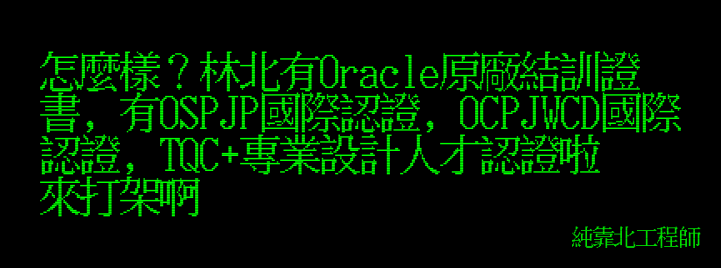 怎麼樣？林北有Oracle原廠結訓證
書，有OSPJP國際認證，OCPJWCD國際
認證，TQC+專業設計人才認證啦
來打架啊
純靠北工程師